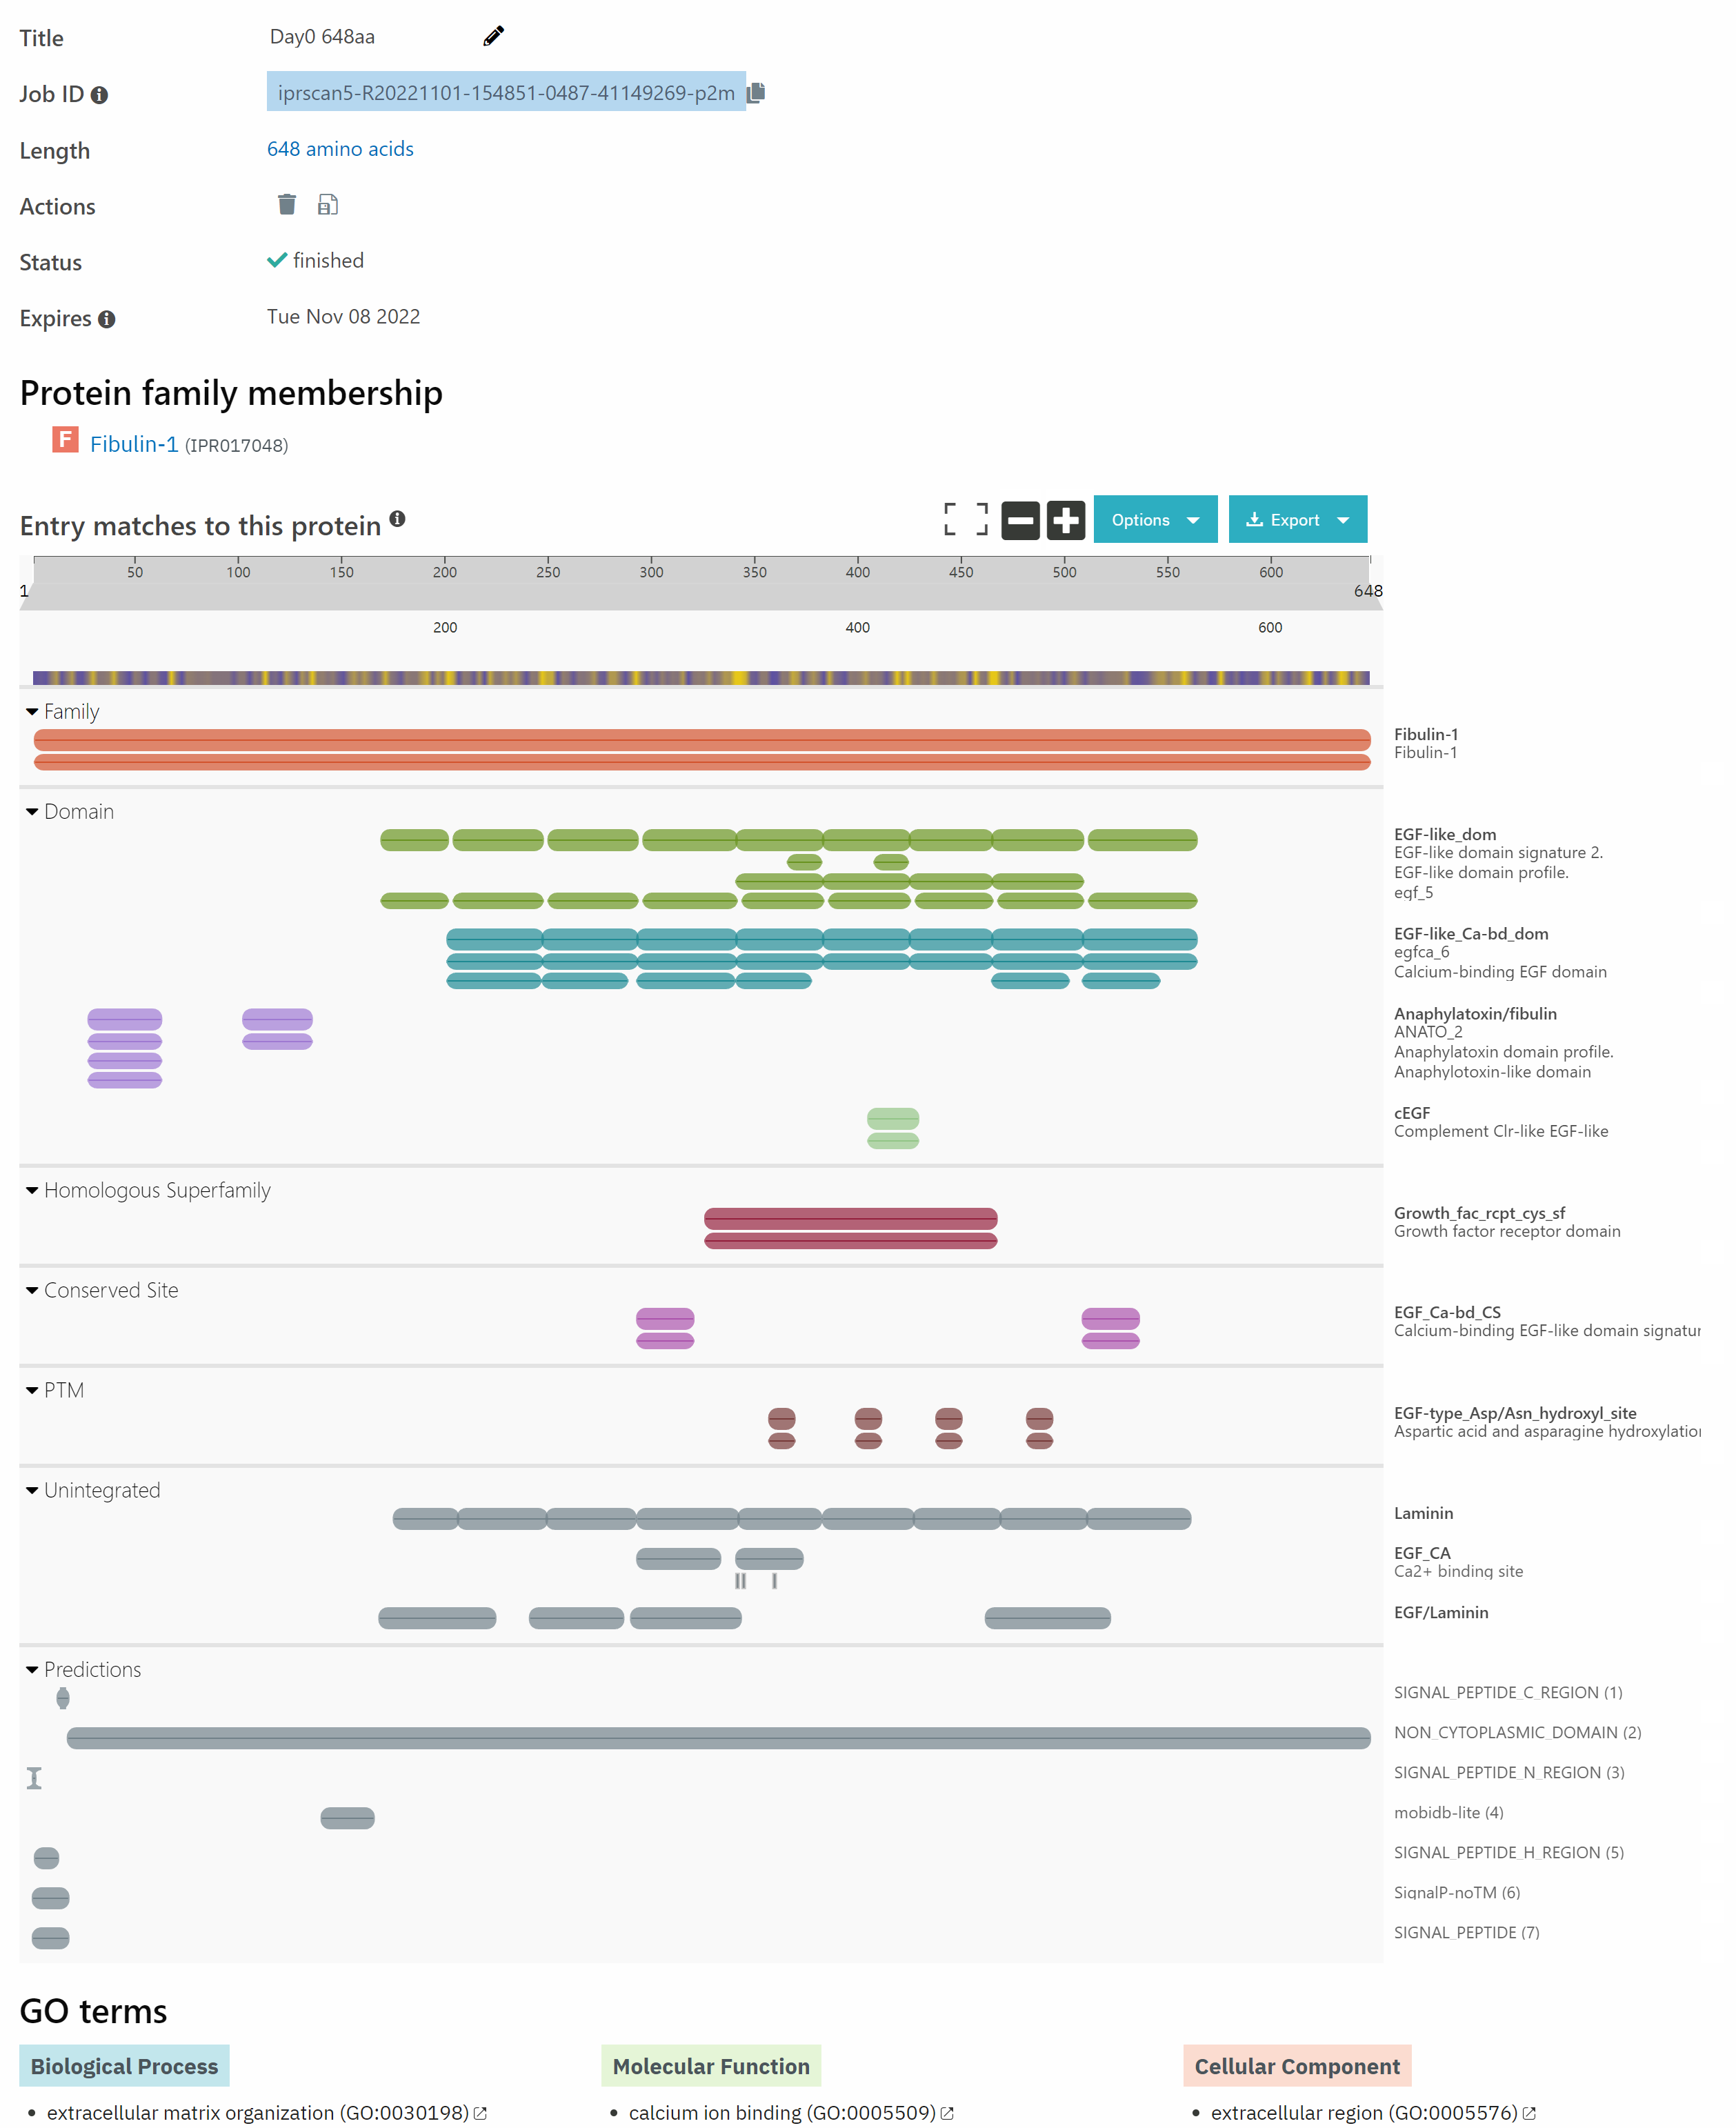 Title Day0 648aa
Job ID iprscan5-R20221101-154851-0487-41149269-p2m
Length 648 amino acids
Actions
Status finished
Expires Tue Nov 08 2022
Protein family membership
F Fibulin-1 (IPR017048)
Entry matches to this protein
Options Export
50 100 150 200 250 300 350 400 450 500 550 600
1 648
200 400 600
Family
Fibulin-1
Fibulin-1
Domain
EGF-like_dom
EGF-like domain signature 2.
EGF-like domain profile.
egf_5
EGF-like_Ca-bd_dom
egfca_6
Calcium-binding EGF domain
Anaphylatoxin/fibulin
ANATO_2
Anaphylatoxin domain profile.
Anaphylotoxin-like domain
cEGF
Complement Clr-like EGF-like
Homologous Superfamily
Growth_fac_rcpt_cys_sf
Growth factor receptor domain
Conserved Site
EGF_Ca-bd_CS
Calcium-binding EGF-like domain signatur
PTM
EGF-type_Asp/Asn_hydroxyl_site
Aspartic acid and asparagine hydroxylation
Unintegrated
Laminin
EGF_CA
Ca2+ binding site
EGF/Laminin
Predictions
SIGNAL_PEPTIDE_C_REGION (1)
NON_CYTOPLASMIC_DOMAIN (2)
SIGNAL_PEPTIDE_N_REGION (3)
mobidb-lite (4)
SIGNAL_PEPTIDE_H_REGION (5)
SignalP-noTM (6)
SIGNAL_PEPTIDE (7)
GO terms
Biological Process Molecular Function Cellular Component
• extracellular matrix organization (GO:0030198) • calcium ion binding (GO:0005509) • extracellular region (GO:0005576)